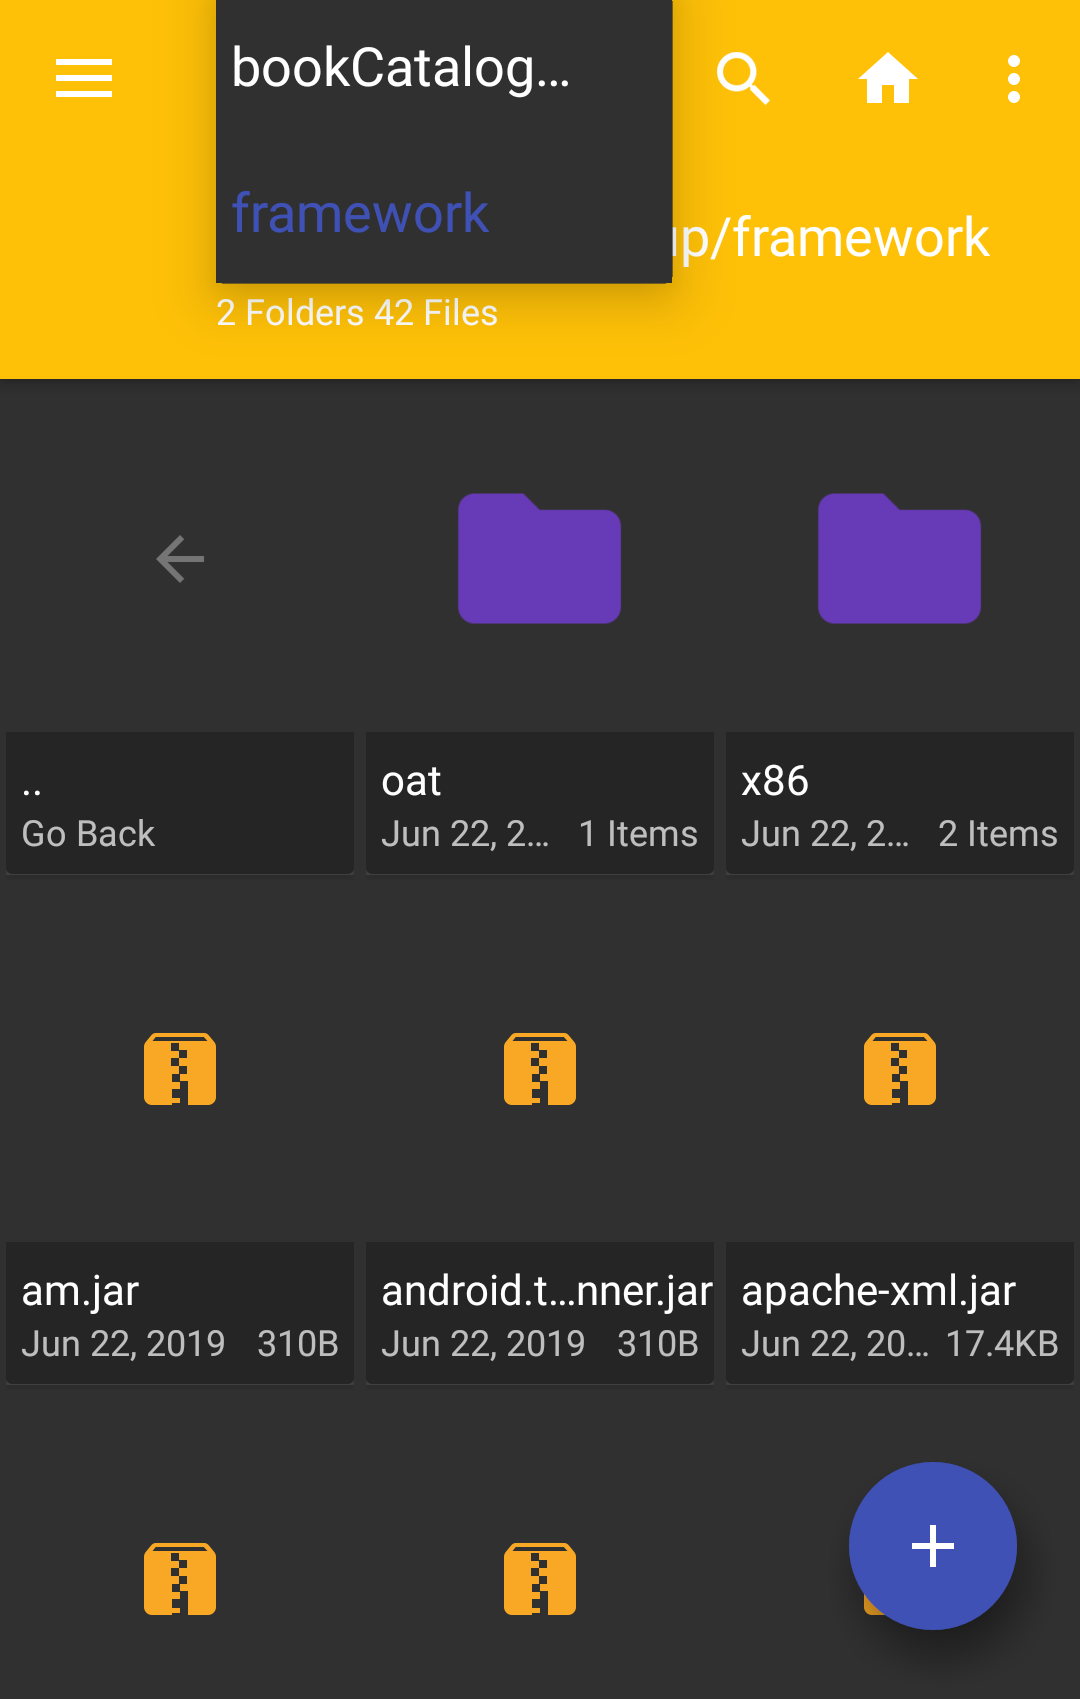 bookCatalog...
framework
p/framework
2 Folders 42 Files
..
Go Back
oat
Jun 22, 2... 1 Items
x86
Jun 22, 2... 2 Items
am.jar
Jun 22, 2019 310B
android.t...nner.jar
Jun 22, 2019 310B
apache-xml.jar
Jun 22, 20... 17.4KB